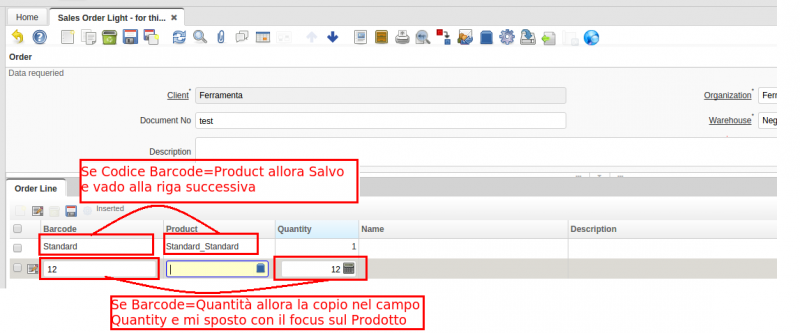 Home
Sales Order Light - for thi...
Order
Data requeried
Client
Ferramenta
Organization
Ferr
Document No
test
Warehouse
Neg
Description
Se Codice Barcode=Product allora Salvo
e vado alla riga successiva
Order Line
Inserted
Barcode
Product
Quantity
Name
Description
Standard
Standard_Standard
1
12
12
Se Barcode=Quantità allora la copio nel campo
Quantity e mi sposto con il focus sul Prodotto